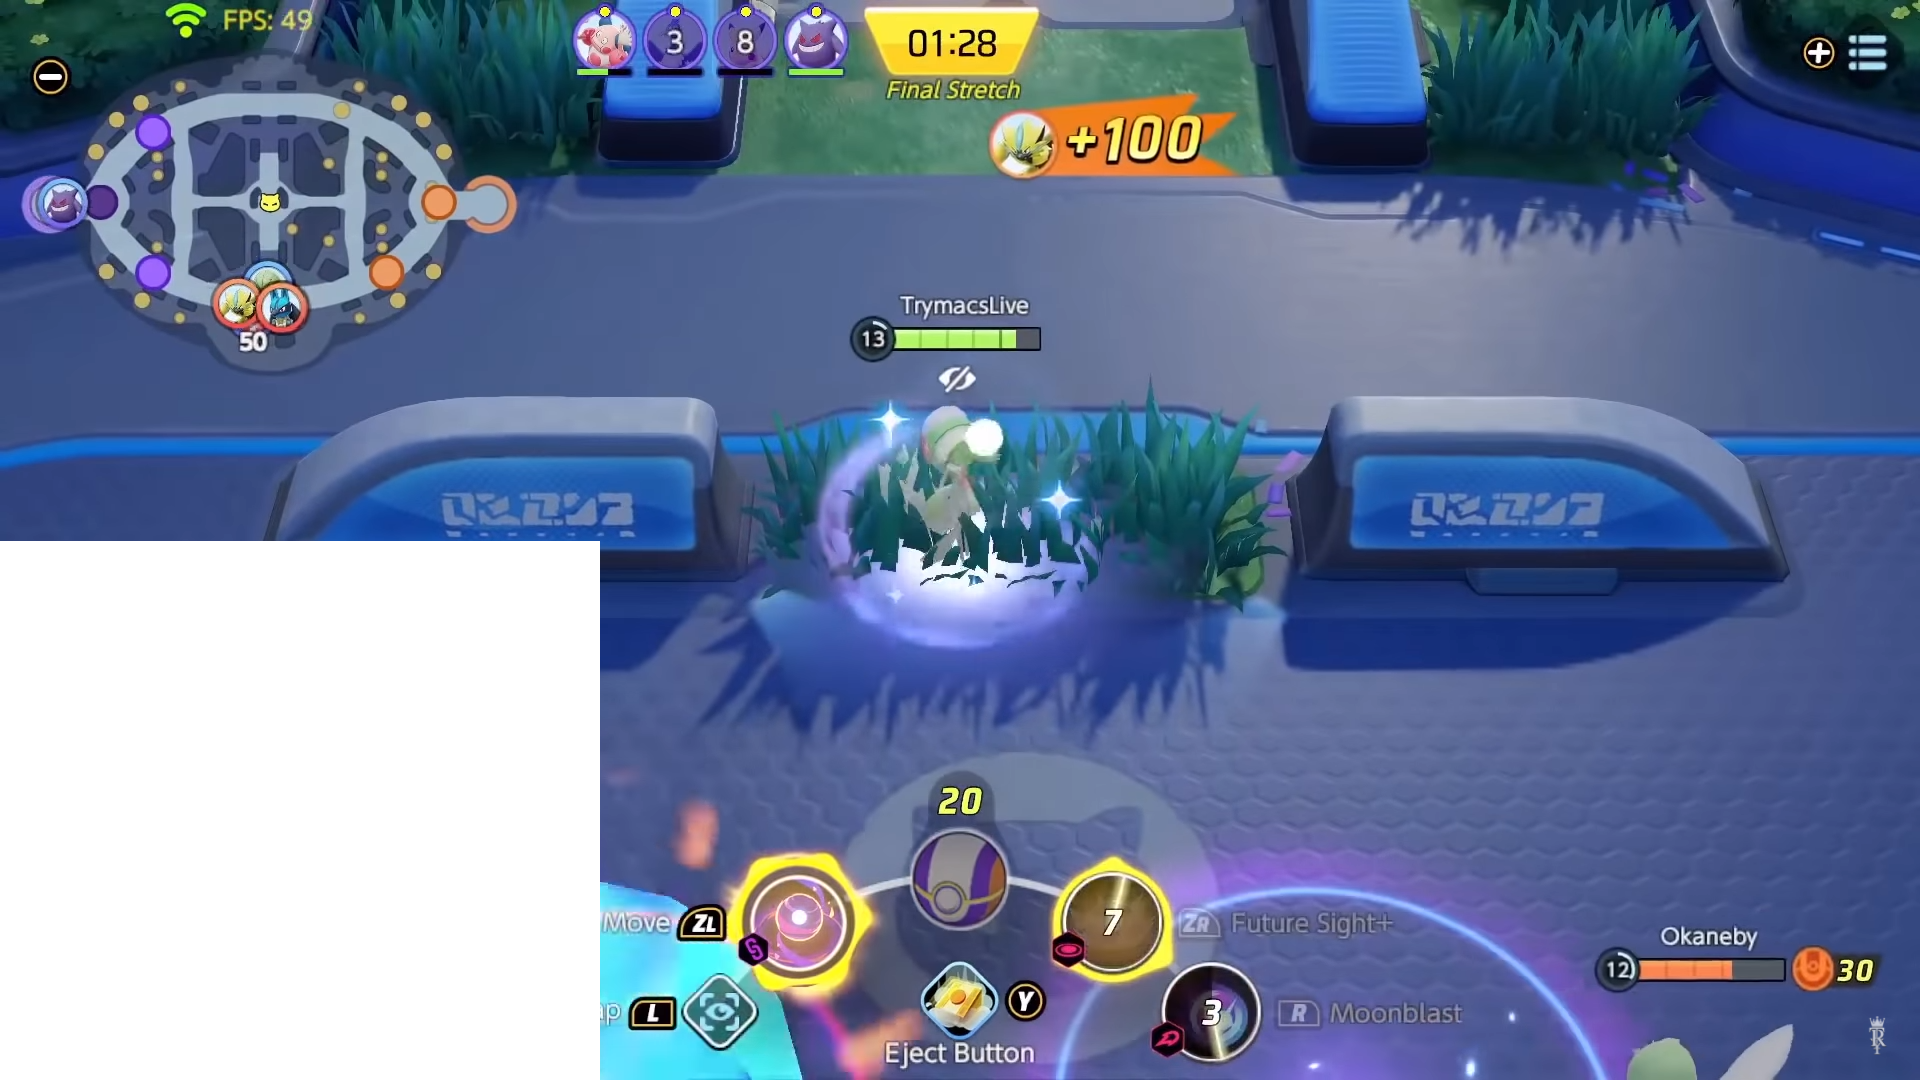 FPS: 49
3
8
01:28
Final Stretch
+100
50
TrymacsLive
13
20
Move ZL
7
ZR Future Sight+
Okaneby
12
30
L
Y
3
R Moonblast
Eject Button